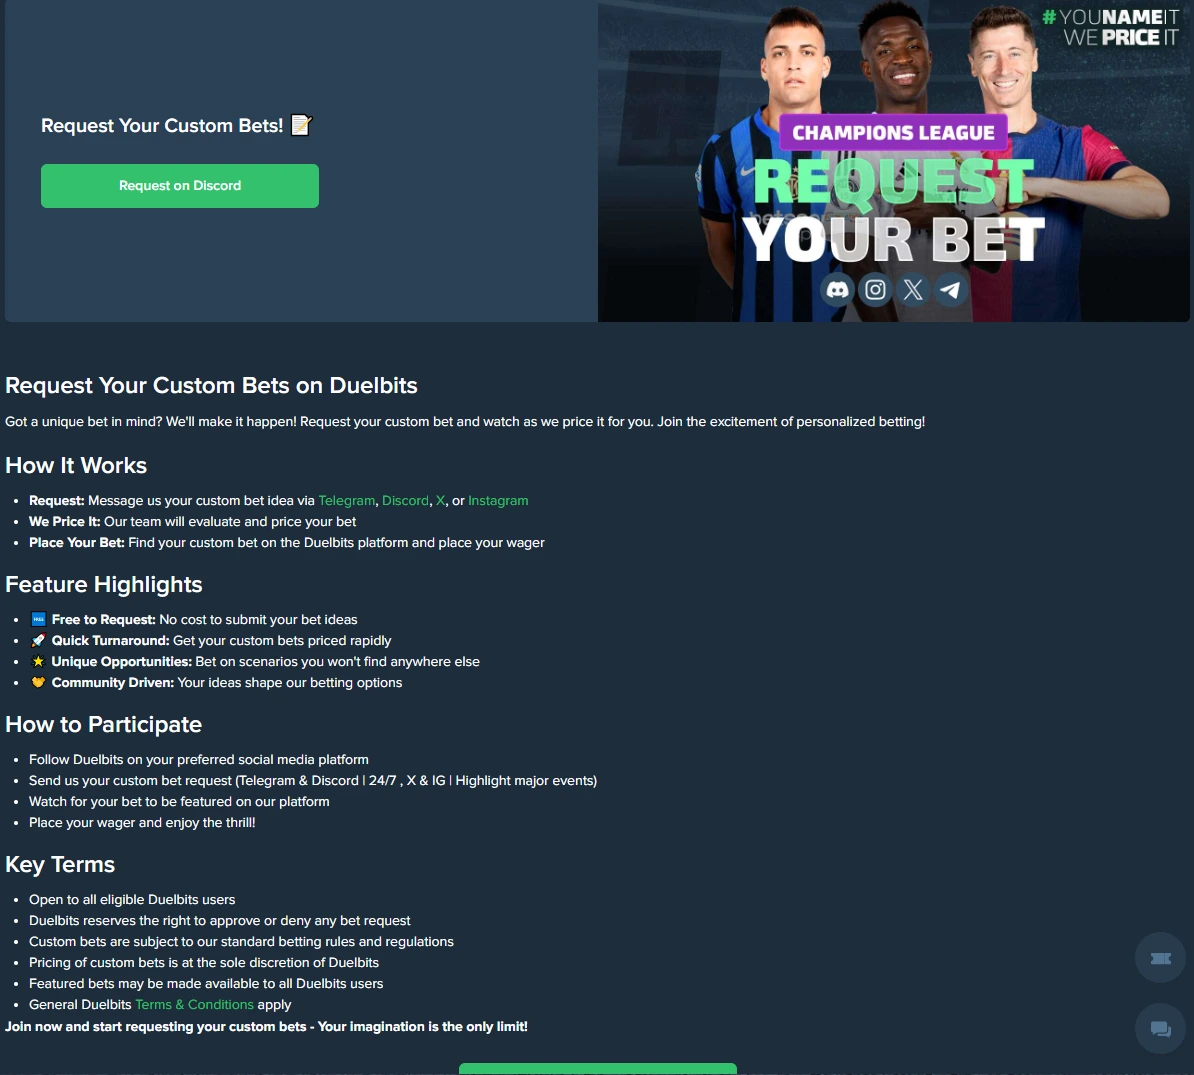 #YOUNAMEIT
WE PRICE IT
Request Your Custom Bets!
Request on Discord
CHAMPIONS LEAGUE
REQUEST
YOUR BET
Request Your Custom Bets on Duelbits
Got a unique bet in mind? We'll make it happen! Request your custom bet and watch as we price it for you. Join the excitement of personalized betting!
How It Works
• Request: Message us your custom bet idea via Telegram, Discord, X, or Instagram
• We Price It: Our team will evaluate and price your bet
• Place Your Bet: Find your custom bet on the Duelbits platform and place your wager
Feature Highlights
• Free to Request: No cost to submit your bet ideas
• Quick Turnaround: Get your custom bets priced rapidly
• Unique Opportunities: Bet on scenarios you won't find anywhere else
• Community Driven: Your ideas shape our betting options
How to Participate
• Follow Duelbits on your preferred social media platform
• Send us your custom bet request (Telegram & Discord | 24/7 , X & IG | Highlight major events)
• Watch for your bet to be featured on our platform
• Place your wager and enjoy the thrill!
Key Terms
• Open to all eligible Duelbits users
• Duelbits reserves the right to approve or deny any bet request
• Custom bets are subject to our standard betting rules and regulations
• Pricing of custom bets is at the sole discretion of Duelbits
• Featured bets may be made available to all Duelbits users
• General Duelbits Terms & Conditions apply
Join now and start requesting your custom bets - Your imagination is the only limit!